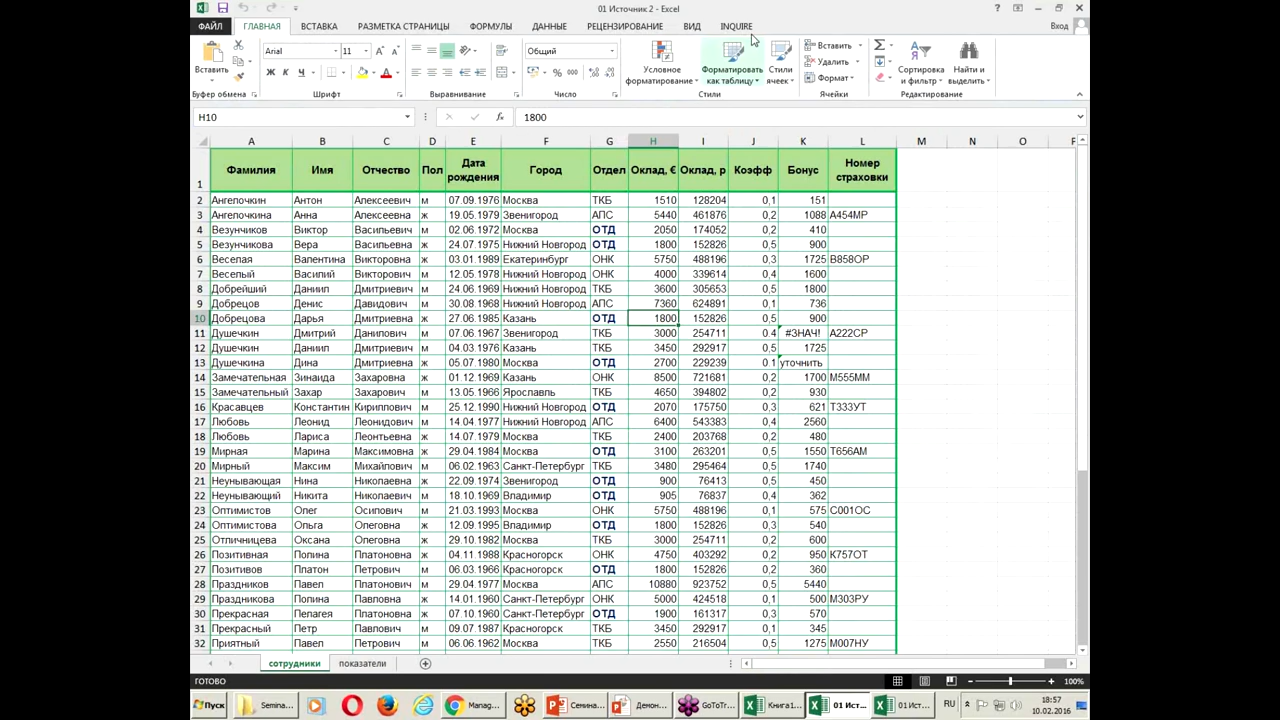 01 Источник 2 - Excel
ФАЙЛ ГЛАВНАЯ ВСТАВКА РАЗМЕТКА СТРАНИЦЫ ФОРМУЛЫ ДАННЫЕ РЕЦЕНЗИРОВАНИЕ ВИД INQUIRE Вход
Arial 11 Общий
Вставить
Условное форматирование
Форматировать как таблицу
Стили ячеек
Вставить
Удалить
Формат
Сортировка и фильтр
Найти и выделить
Буфер обмена Шрифт Выравнивание Число Стили Ячейки Редактирование
H10 1800
A B C D E F G H I J K L M N O P
1 Фамилия Имя Отчество Пол Дата рождения Город Отдел Оклад, € Оклад, р Коэфф Бонус Номер страховки
2 Ангелочкин Антон Алексеевич м 07.09.1976 Москва ТКБ 1510 128204 0,1 151
3 Ангелочкина Анна Алексеевна ж 19.05.1979 Звенигород АПС 5440 461876 0,2 1088 А454МР
4 Везунчиков Виктор Васильевич м 02.06.1972 Москва ОТД 2050 174052 0,2 410
5 Везунчикова Вера Васильевна ж 24.07.1975 Нижний Новгород ОТД 1800 152826 0,5 900
6 Веселая Валентина Викторовна ж 03.01.1989 Екатеринбург ОНК 5750 488196 0,3 1725 В858ОР
7 Веселый Василий Викторович м 12.05.1978 Нижний Новгород ОНК 4000 339614 0,4 1600
8 Добрейший Даниил Дмитриевич м 24.06.1969 Нижний Новгород ТКБ 3600 305653 0,5 1800
9 Добрецов Денис Давидович м 30.08.1968 Нижний Новгород АПС 7360 624891 0,1 736
10 Добрецова Дарья Дмитриевна ж 27.06.1985 Казань ОТД 1800 152826 0,5 900
11 Душечкин Дмитрий Данилович м 07.06.1967 Звенигород ТКБ 3000 254711 0.4 #ЗНАЧ! А222СР
12 Душечкин Даниил Дмитриевич м 04.03.1976 Казань ТКБ 3450 292917 0,5 1725
13 Душечкина Дина Дмитриевна ж 05.07.1980 Москва ОТД 2700 229239 0.1 уточнить
14 Замечательная Зинаида Захаровна ж 01.12.1969 Казань ОНК 8500 721681 0,2 1700 М555ММ
15 Замечательный Захар Захарович м 13.05.1966 Ярославль ТКБ 4650 394802 0,2 930
16 Красавцев Константин Кириллович м 25.12.1990 Нижний Новгород ОТД 2070 175750 0,3 621 Т333УТ
17 Любовь Леонид Леонидович м 14.04.1977 Нижний Новгород ОТД 6400 543383 0,4 2560
18 Любовь Лариса Леонтьевна ж 14.07.1979 Москва ТКБ 2400 203768 0,2 480
19 Мирная Марина Максимовна ж 29.04.1984 Москва ОТД 3100 263201 0,5 1550 Т656АМ
20 Мирный Максим Михайлович м 06.02.1963 Санкт-Петербург ТКБ 3480 295464 0,5 1740
21 Неунывающая Нина Николаевна ж 22.09.1974 Звенигород ОТД 900 76413 0,5 450
22 Неунывающий Никита Николаевич м 18.10.1969 Владимир ОТД 905 76837 0,4 362
23 Оптимистов Олег Осипович м 21.03.1993 Москва ОНК 5750 488196 0,1 575 С001ОС
24 Оптимистова Ольга Олеговна ж 12.09.1995 Владимир ОТД 1800 152826 0,3 540
25 Отличницева Оксана Олеговна ж 29.10.1982 Москва ТКБ 3000 254711 0,2 600
26 Позитивная Полина Платоновна ж 04.11.1988 Красногорск ОНК 4750 403292 0,2 950 К757ОТ
27 Позитивов Платон Петрович м 06.03.1966 Красногорск ОТД 1800 152826 0,2 360
28 Праздников Павел Платонович м 29.04.1977 Москва АПС 10880 923752 0,5 5440
29 Праздникова Полина Павловна ж 14.01.1960 Санкт-Петербург ОНК 5000 424518 0,1 500 М303РУ
30 Прекрасная Пелагея Платоновна ж 07.10.1960 Санкт-Петербург ОТД 1900 161317 0,3 570
31 Прекрасный Петр Павлович м 09.07.1987 Красногорск ТКБ 3450 292917 0,1 345
32 Приятный Павел Петрович м 06.06.1962 Москва ТКБ 2550 216504 0,5 1275 М007НУ
сотрудники показатели
ГОТОВО 100%
Пуск Semina... Manag... Семина... Демон... GoToTr... Книга1... 01 Ист... 01 Ист... RU 18:57
10.02.2016